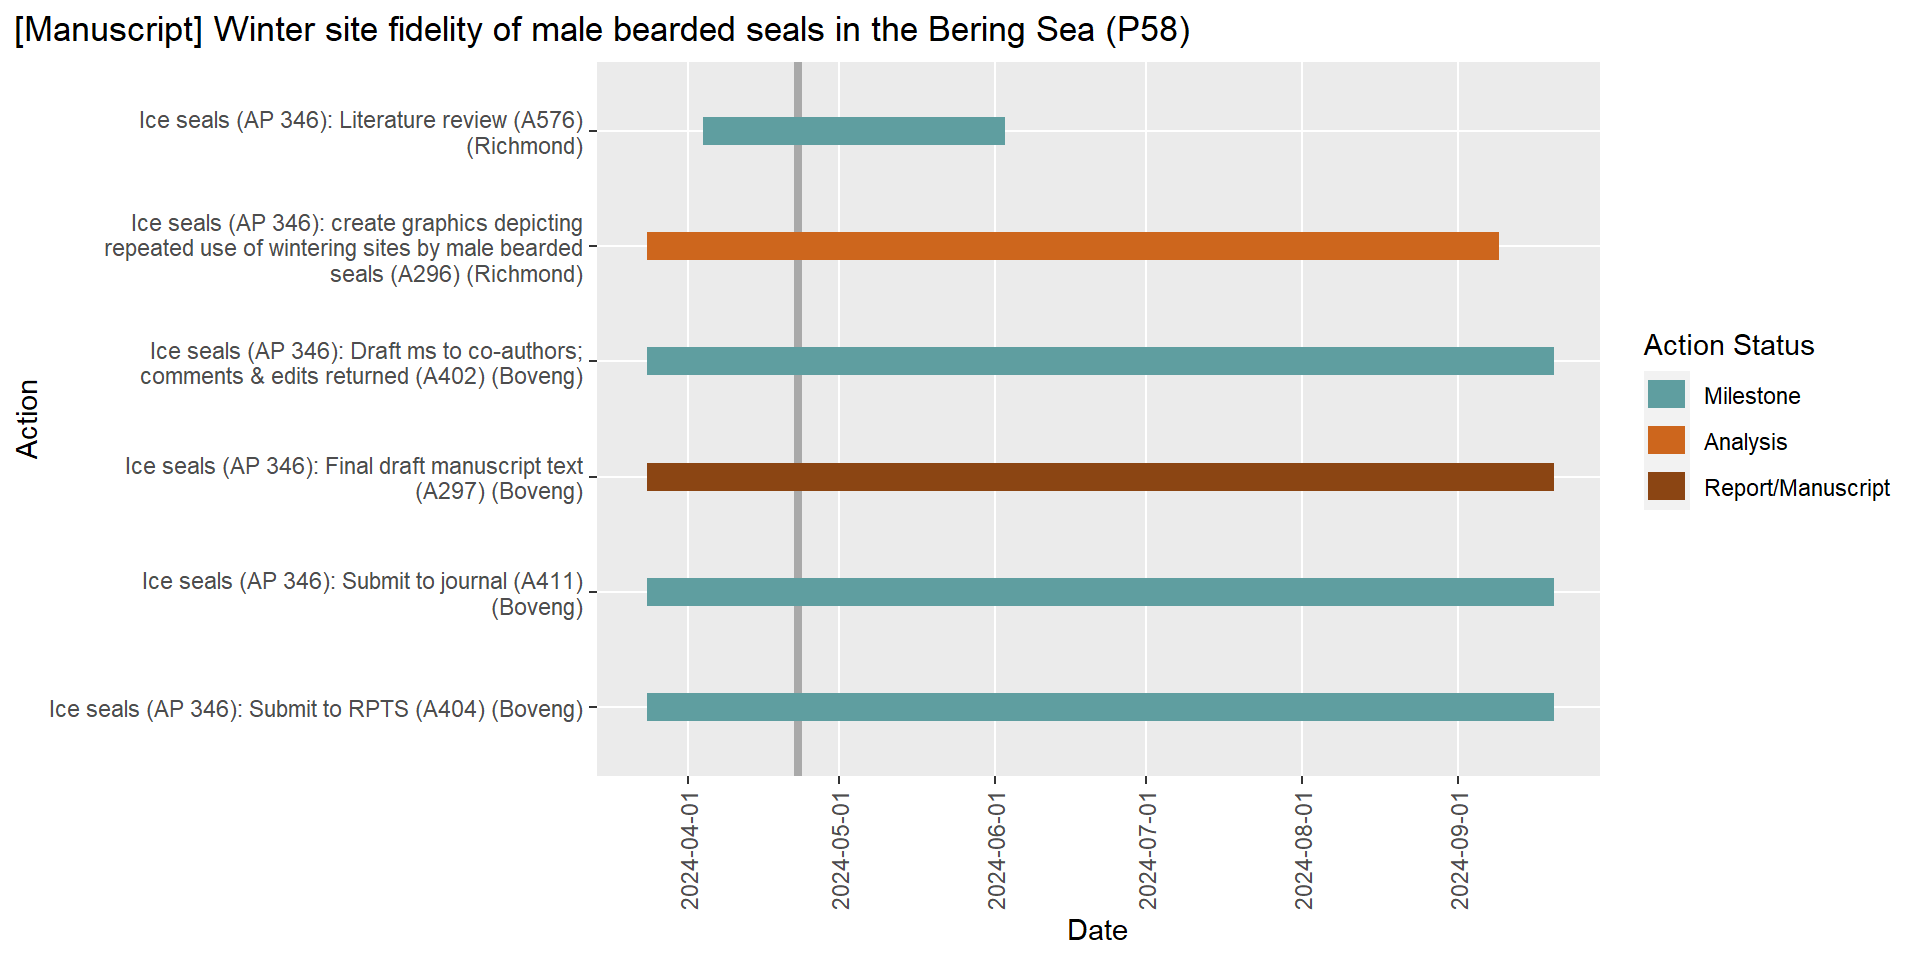 [Manuscript] Winter site fidelity of male bearded seals in the Bering Sea (P58)
Ice seals (AP 346): Literature review (A576)
(Richmond)
Ice seals (AP 346): create graphics depicting
repeated use of wintering sites by male bearded
seals (A296) (Richmond)
Ice seals (AP 346): Draft ms to co-authors;
comments & edits returned (A402) (Boveng)
Ice seals (AP 346): Final draft manuscript text
(A297) (Boveng)
Ice seals (AP 346): Submit to journal (A411)
(Boveng)
Ice seals (AP 346): Submit to RPTS (A404) (Boveng)
Action
2024-04-01
2024-05-01
2024-06-01
2024-07-01
2024-08-01
2024-09-01
Date
Action Status
Milestone
Analysis
Report/Manuscript